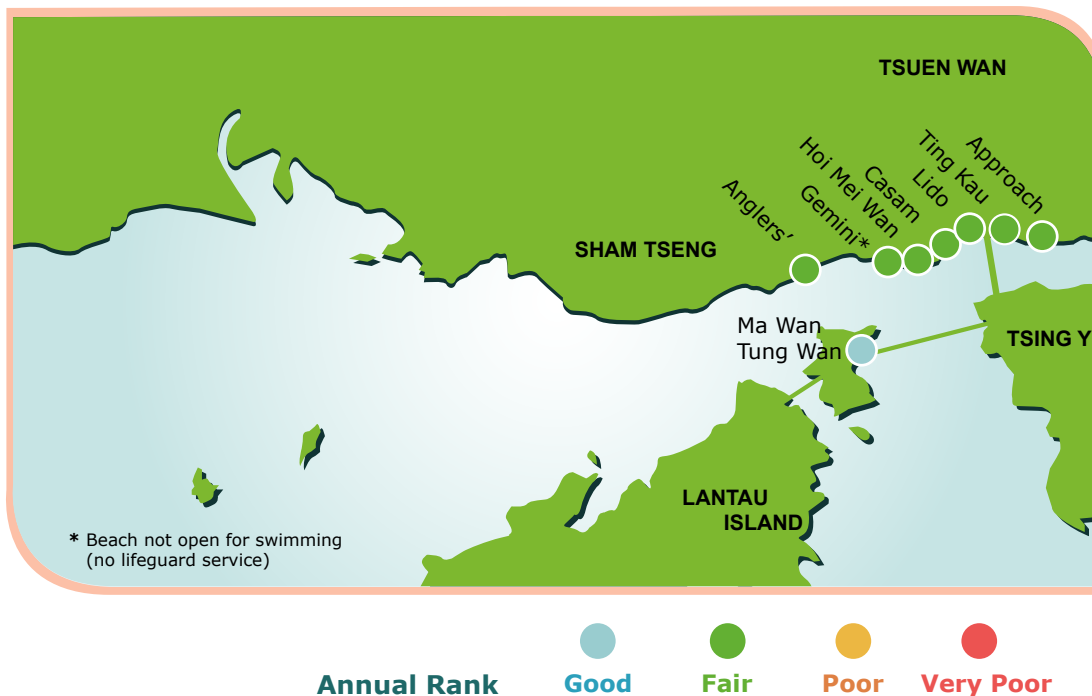 TSUEN WAN
Anglers’
Gemini*
Hoi Mei Wan
Casam
Lido
Ting Kau
Approach
SHAM TSENG
Ma Wan
Tung Wan
TSING Y
LANTAU
ISLAND
* Beach not open for swimming
(no lifeguard service)
Annual Rank
Good
Fair
Poor
Very Poor